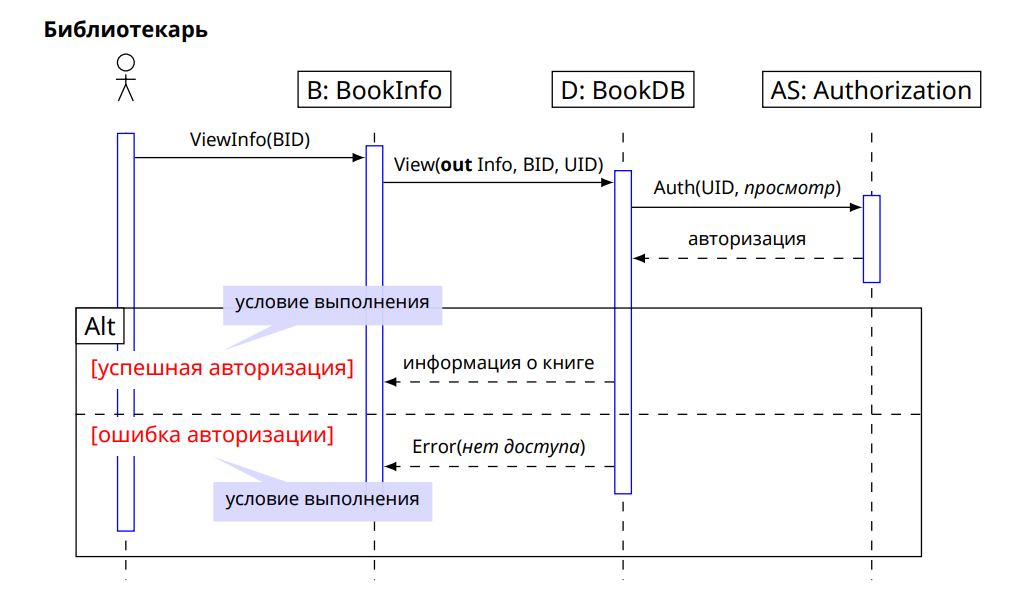 Библиотекарь
B: BookInfo
D: BookDB
AS: Authorization
ViewInfo(BID)
View(out Info, BID, UID)
Auth(UID, просмотр)
авторизация
условие выполнения
Alt
[успешная авторизация]
информация о книге
[ошибка авторизации]
Error(нет доступа)
условие выполнения